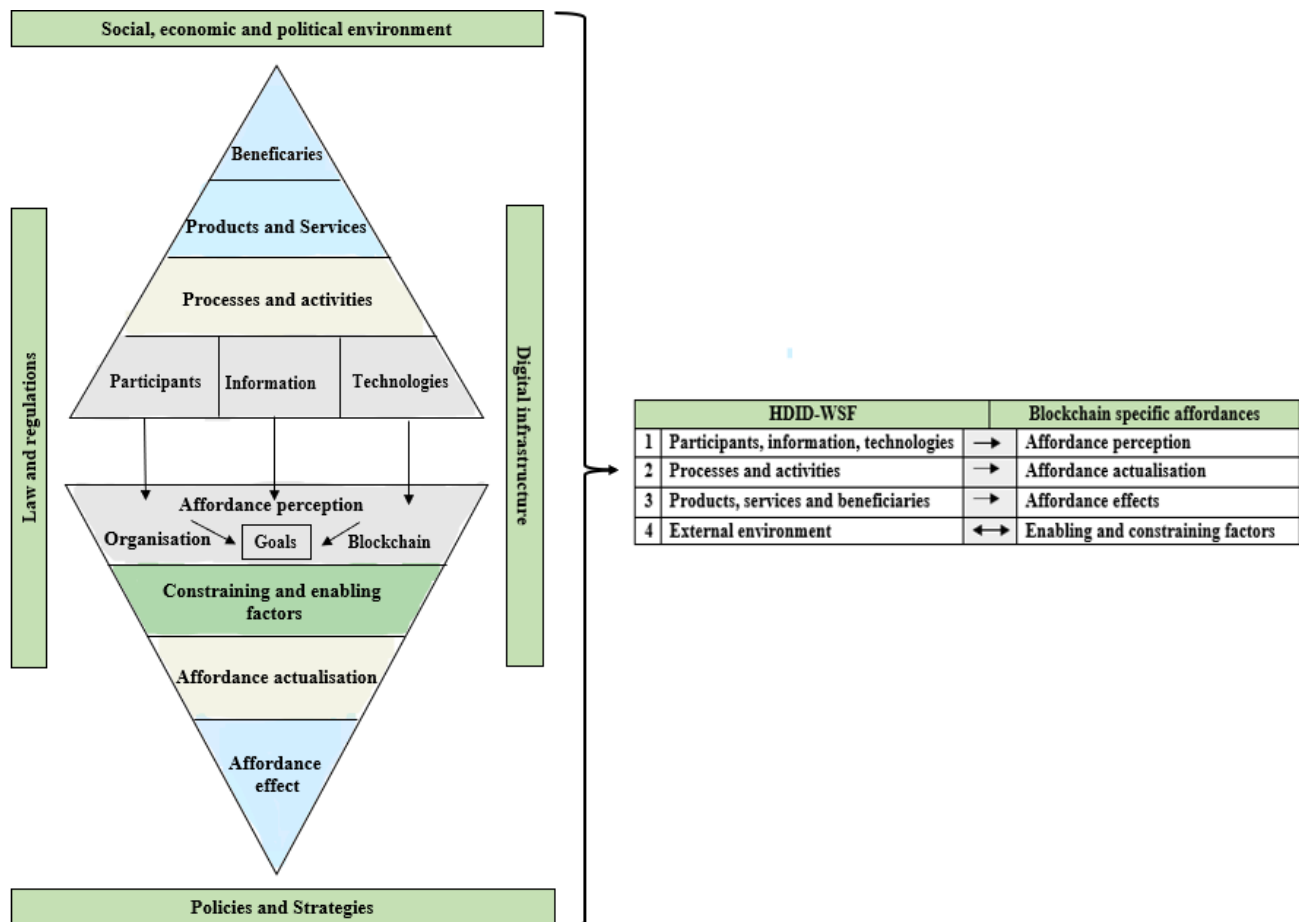 Social, economic and political environment
Beneficaries
Products and Services
Processes and activities
Participants
Information
Technologies
Law and regulations
Digital infrastructure
Affordance perception
Organisation
Goals
Blockchain
Constraining and enabling
factors
Affordance actualisation
Affordance
effect
Policies and Strategies
HDID-WSF Blockchain specific affordances
1 Participants, information, technologies → Affordance perception
2 Processes and activities → Affordance actualisation
3 Products, services and beneficiaries → Affordance effects
4 External environment ↔ Enabling and constraining factors